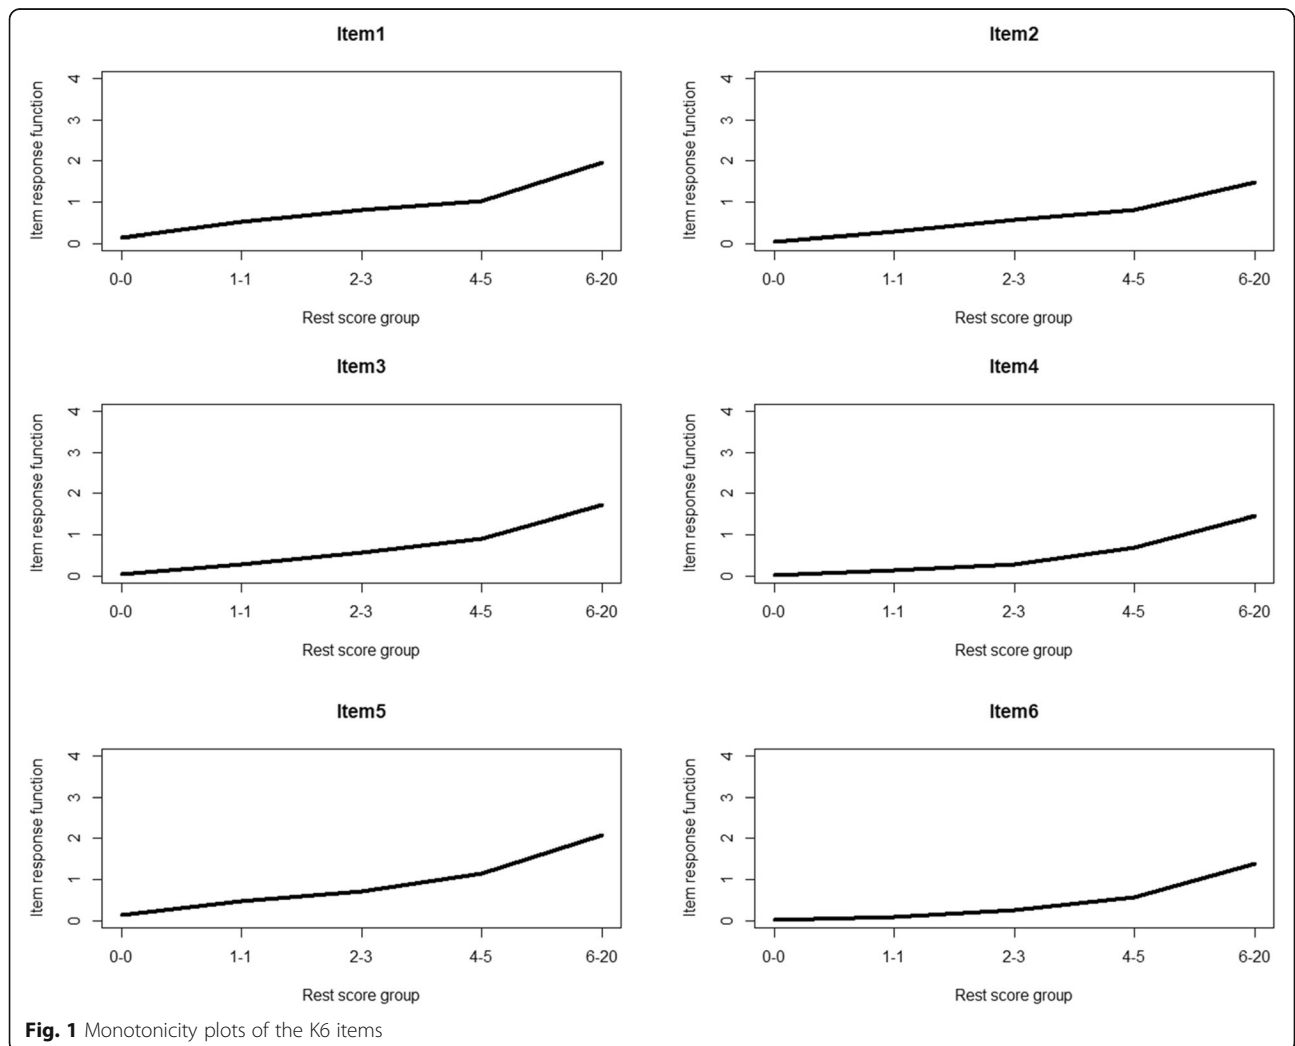 Item1
Item response function
4
3
2
1
0
0-0 1-1 2-3 4-5 6-20
Rest score group
Item2
Item response function
4
3
2
1
0
0-0 1-1 2-3 4-5 6-20
Rest score group
Item3
Item response function
4
3
2
1
0
0-0 1-1 2-3 4-5 6-20
Rest score group
Item4
Item response function
4
3
2
1
0
0-0 1-1 2-3 4-5 6-20
Rest score group
Item5
Item response function
4
3
2
1
0
0-0 1-1 2-3 4-5 6-20
Rest score group
Item6
Item response function
4
3
2
1
0
0-0 1-1 2-3 4-5 6-20
Rest score group
Fig. 1 Monotonicity plots of the K6 items